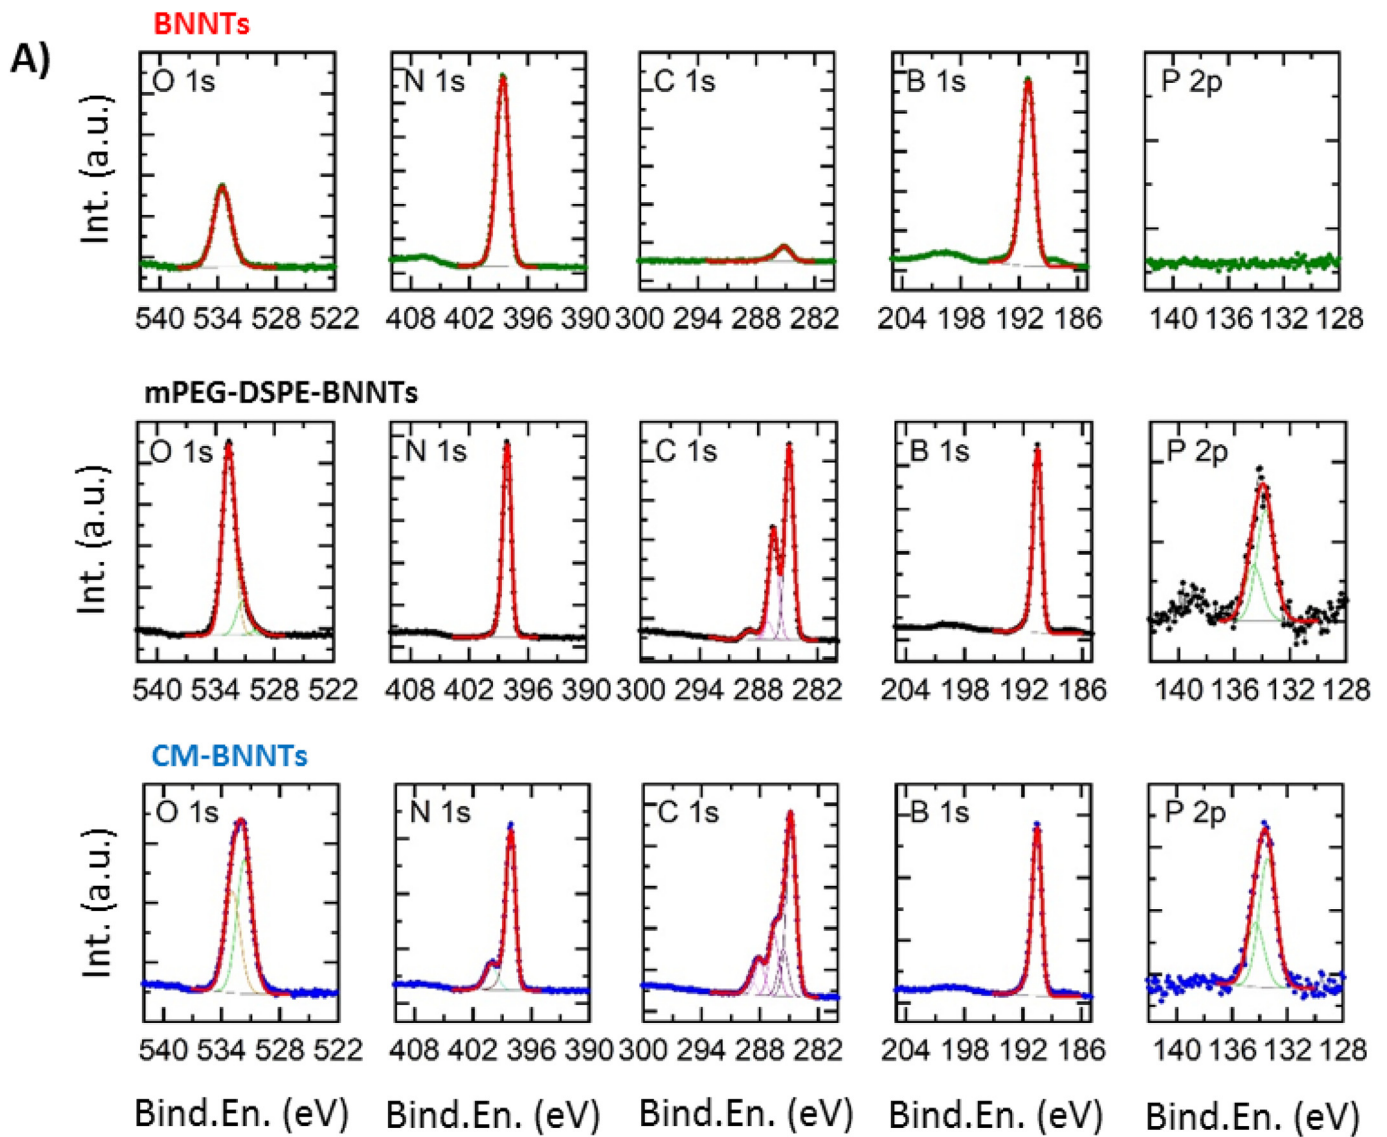 BNNTs
A)
O 1s N 1s C 1s B 1s P 2p
Int. (a.u.)
540 534 528 522 408 402 396 390 300 294 288 282 204 198 192 186 140 136 132 128
mPEG-DSPE-BNNTs
O 1s N 1s C 1s B 1s P 2p
Int. (a.u.)
540 534 528 522 408 402 396 390 300 294 288 282 204 198 192 186 140 136 132 128
CM-BNNTs
O 1s N 1s C 1s B 1s P 2p
Int. (a.u.)
540 534 528 522 408 402 396 390 300 294 288 282 204 198 190 186 140 136 132 128
Bind.En. (eV) Bind.En. (eV) Bind.En. (eV) Bind.En. (eV) Bind.En. (eV)